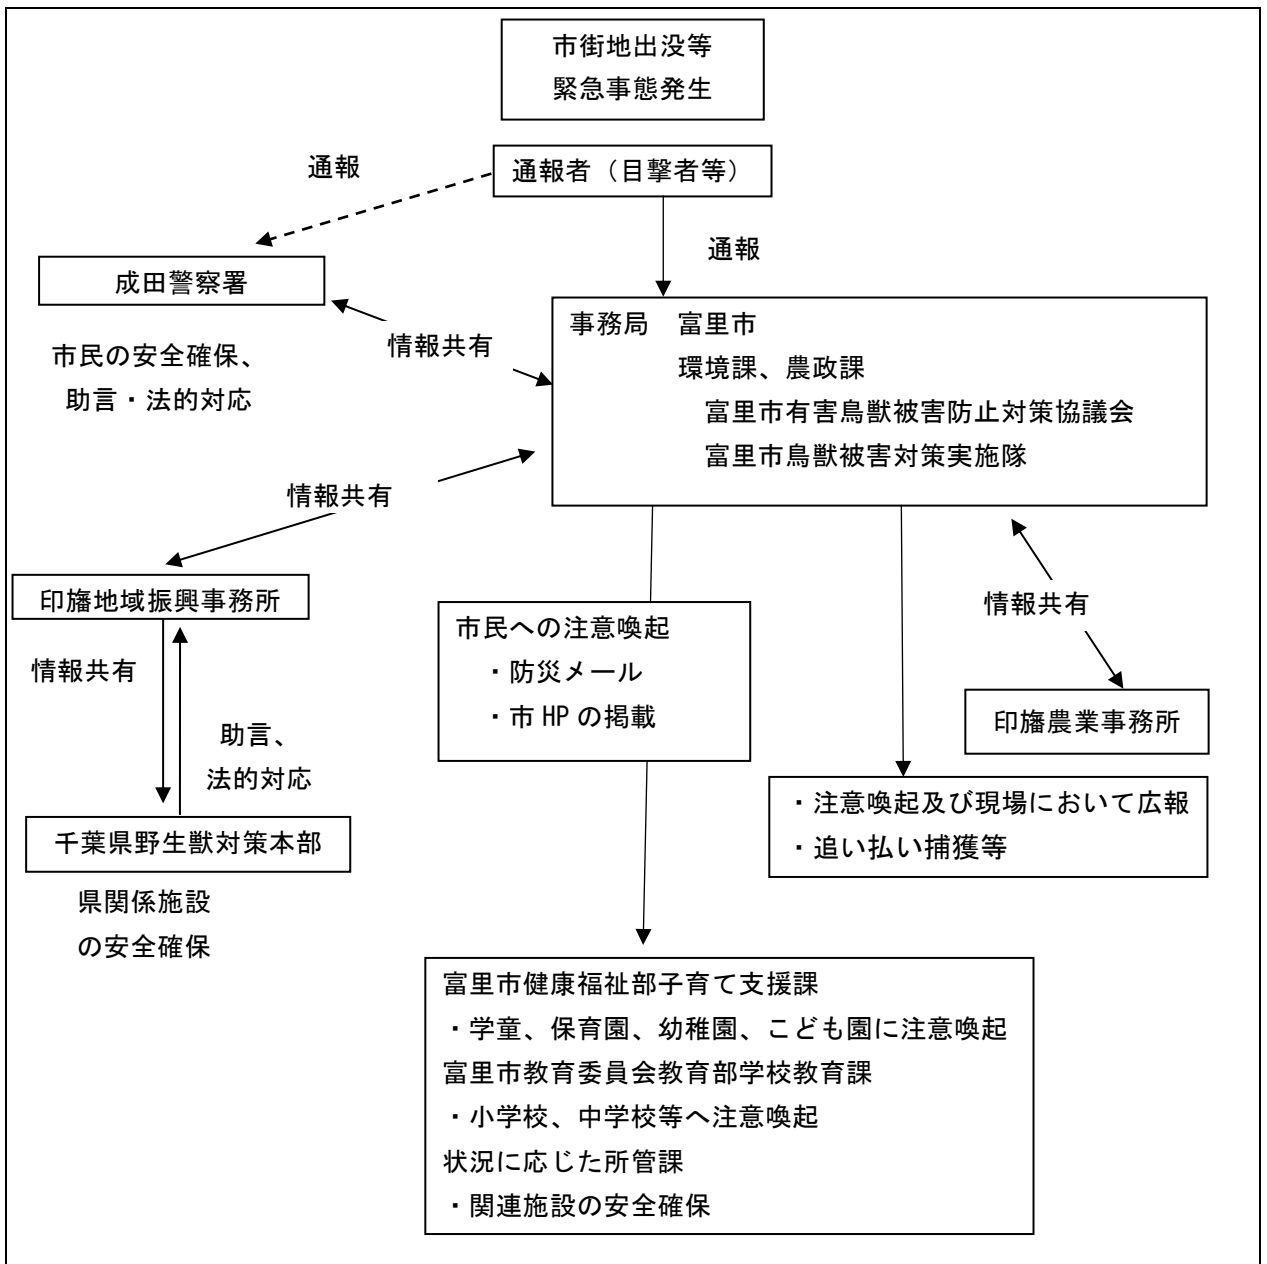 市街地出没等
緊急事態発生
通報者（目撃者等）
通報
通報
成田警察署
市民の安全確保、
助言・法的対応
情報共有
事務局　富里市
環境課、農政課
富里市有害鳥獣被害防止対策協議会
富里市鳥獣被害対策実施隊
情報共有
印旛地域振興事務所
情報共有
助言、
法的対応
千葉県野生獣対策本部
県関係施設
の安全確保
市民への注意喚起
・防災メール
・市 HP の掲載
情報共有
印旛農業事務所
・注意喚起及び現場において広報
・追い払い捕獲等
富里市健康福祉部子育て支援課
・学童、保育園、幼稚園、こども園に注意喚起
富里市教育委員会教育部学校教育課
・小学校、中学校等へ注意喚起
状況に応じた所管課
・関連施設の安全確保